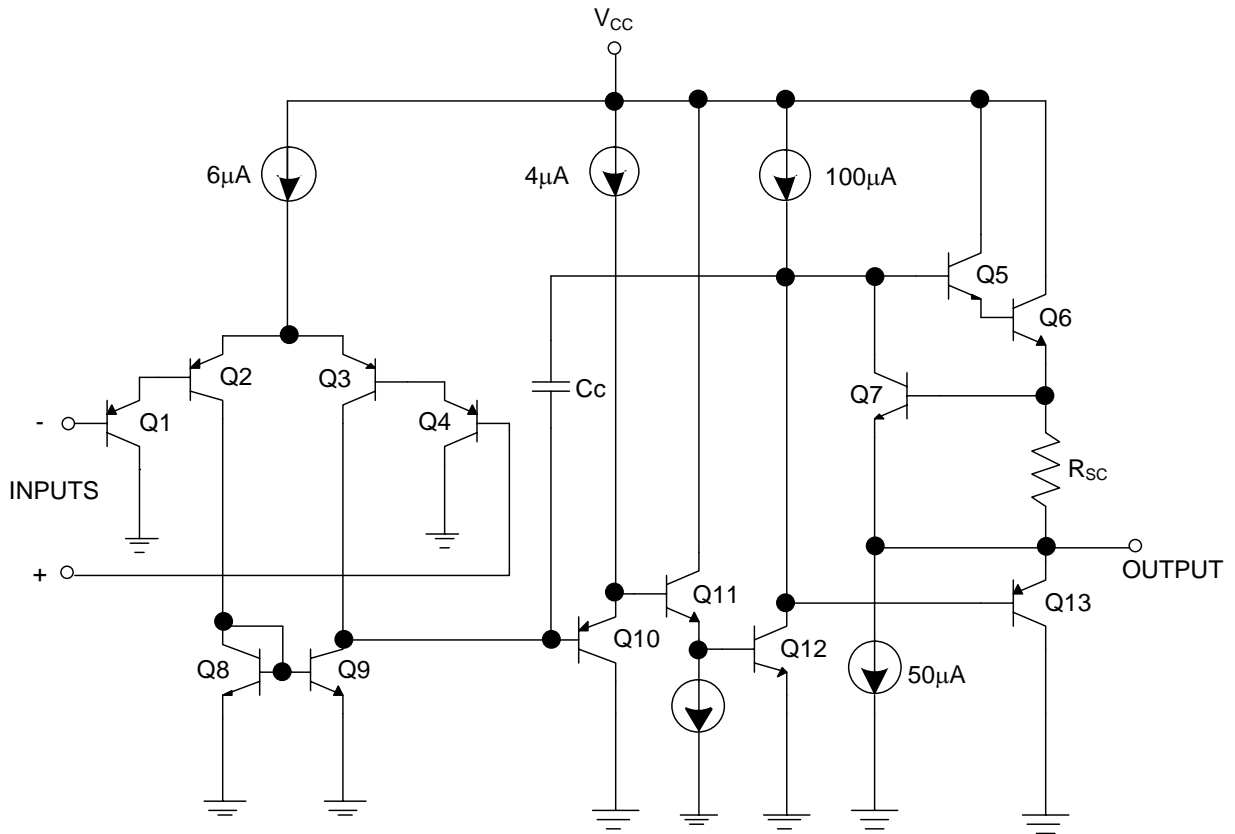 VCC
6μA
4μA
100μA
Q5
Q6
Q2
Q3
Cc
Q7
-
Q1
Q4
INPUTS
RSC
+
OUTPUT
Q11
Q13
Q10
Q12
Q8
Q9
50μA